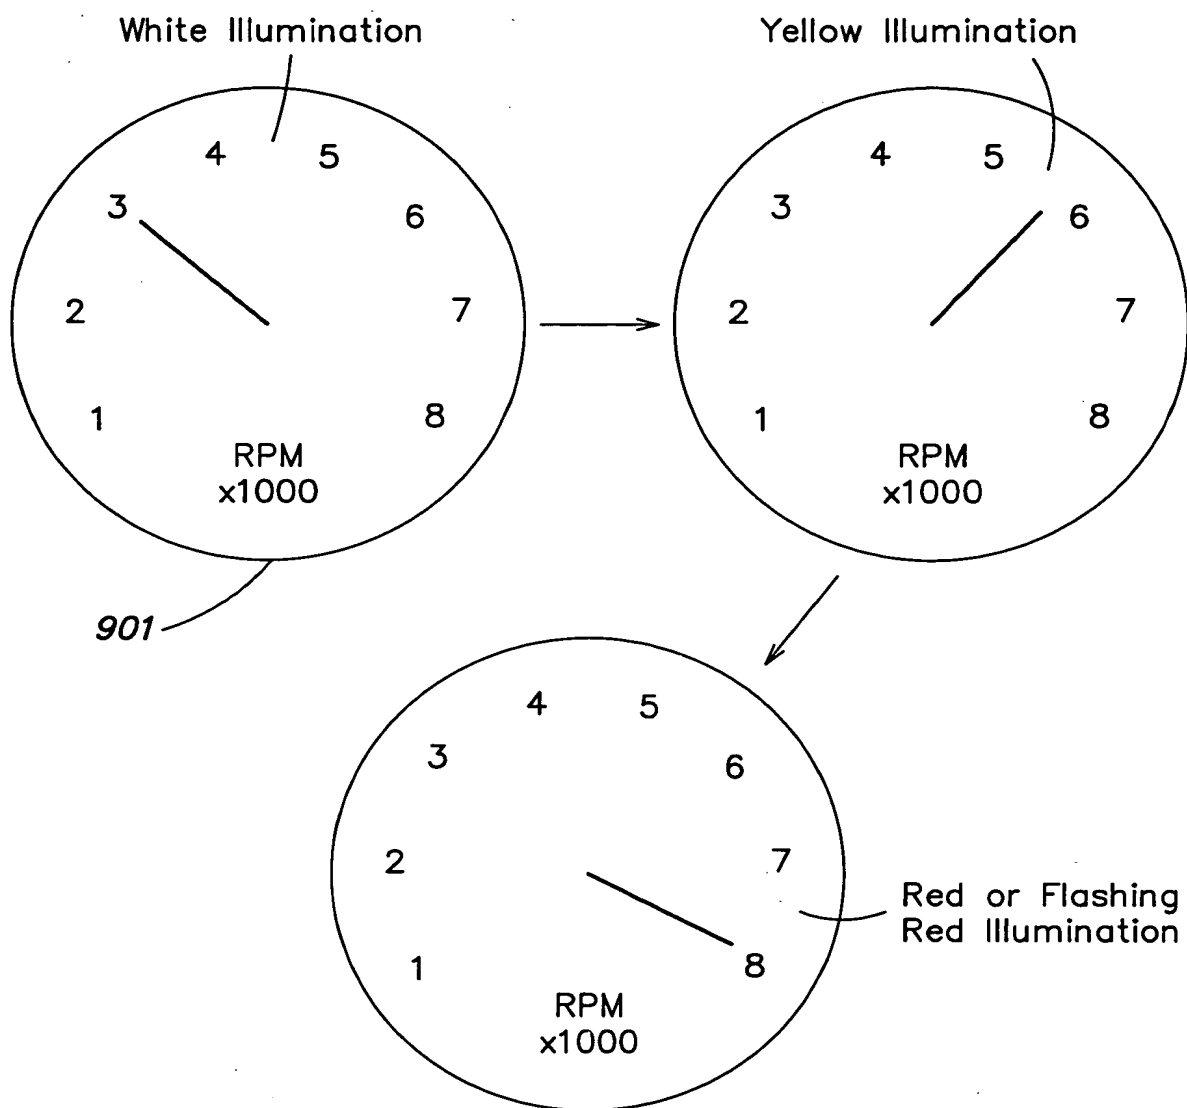 White Illumination
Yellow Illumination
4 5
3
6
2
7
1
8
RPM
x1000
901
4 5
3
6
2
7
1
8
RPM
x1000
4 5
3
6
2
7
1
8
RPM
x1000
Red or Flashing
Red Illumination